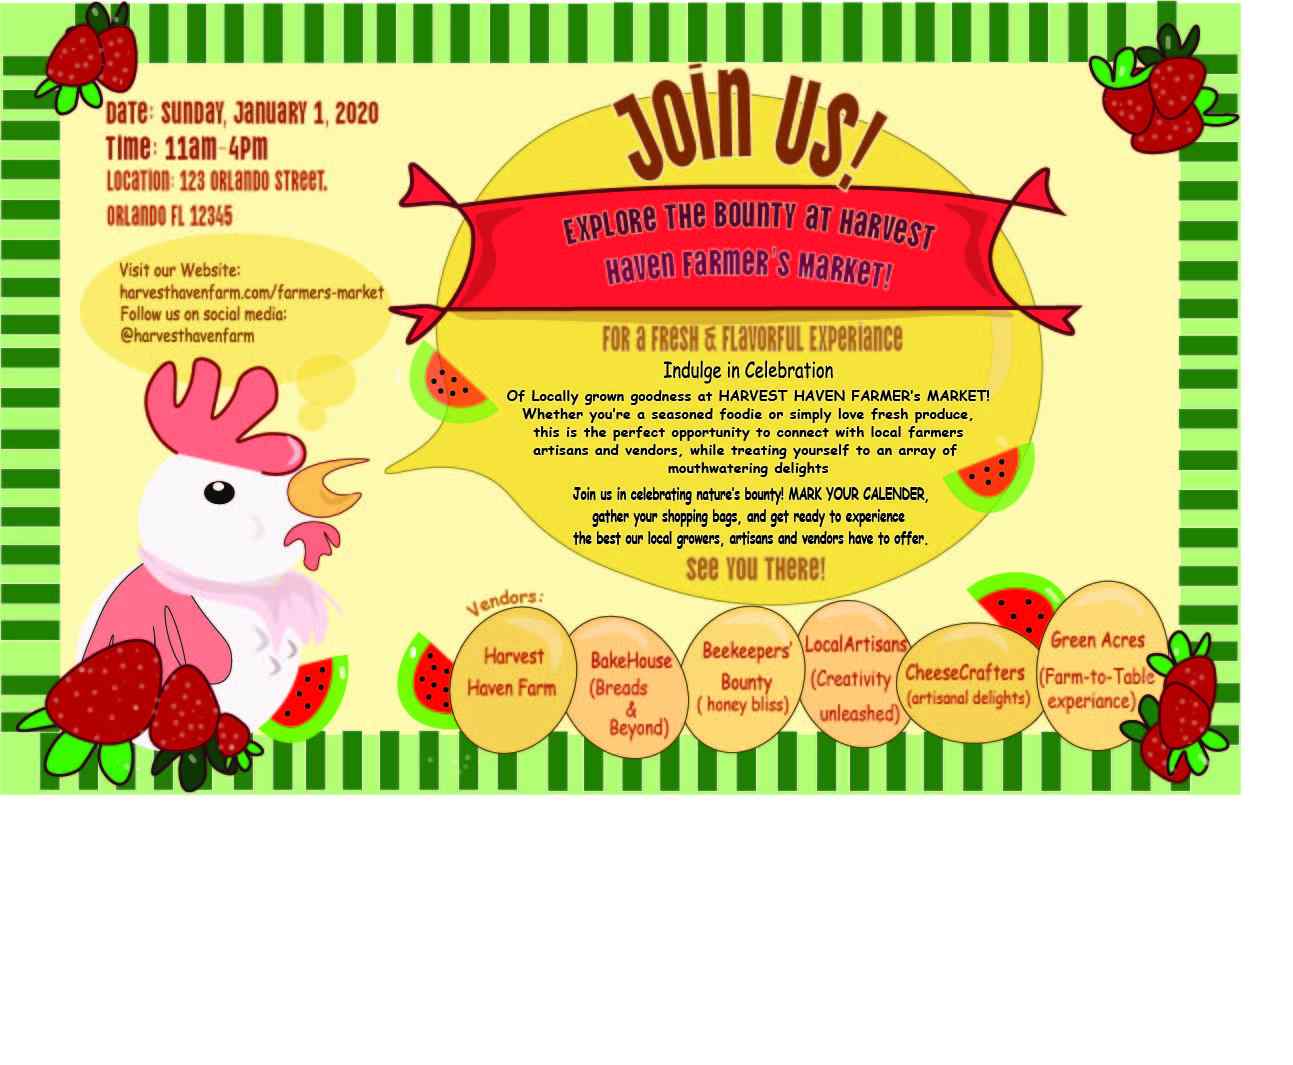 Date: Sunday, January 1, 2020
Time: 11am-4pm
Location: 123 Orlando Street.
Orlando FL 12345
Visit our Website:
harvesthavenfarm.com/farmers-market
Follow us on social media:
@harvesthavenfarm
Join us!
Explore the Bounty at Harvest
Haven Farmer's Market!
For a Fresh & Flavorful Experiance
Indulge in Celebration
Of Locally grown goodness at HARVEST HAVEN FARMER's MARKET!
Whether you're a seasoned foodie or simply love fresh produce,
this is the perfect opportunity to connect with local farmers
artisans and vendors, while treating yourself to an array of
mouthwatering delights
Join us in celebrating nature's bounty! MARK YOUR CALENDER,
gather your shopping bags, and get ready to experience
the best our local growers, artisans and vendors have to offer.
See you there!
Vendors:
Harvest
Haven Farm
BakeHouse
(Breads
&
Beyond)
Beekeepers'
Bounty
( honey bliss)
LocalArtisans
(Creativity
unleashed)
CheeseCrafters
(artisanal delights)
Green Acres
(Farm-to-Table
experience)